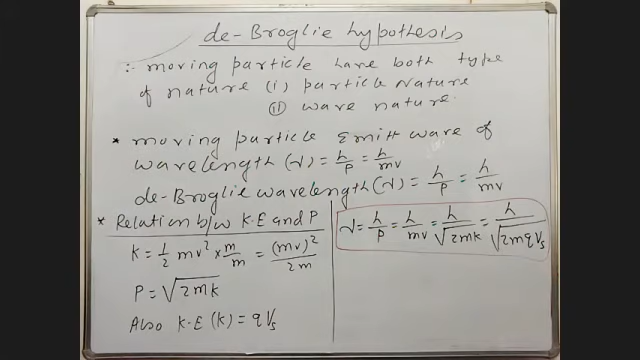 de-Broglie hypothesis
∴ moving particle have both type
of nature (i) particle Nature
(ii) wave nature.
* moving particle Emitt wave of
wavelength (λ) = h/p = h/mv
de-Broglie wavelength (λ) = h/p = h/mv
* Relation b/w K.E and P
K = 1/2 mv² × m/m = (mv)²/2m
P = √2mK
Also K.E (K) = qVs
λ = h/p = h/mv = h/√2mK = h/√2mqVs